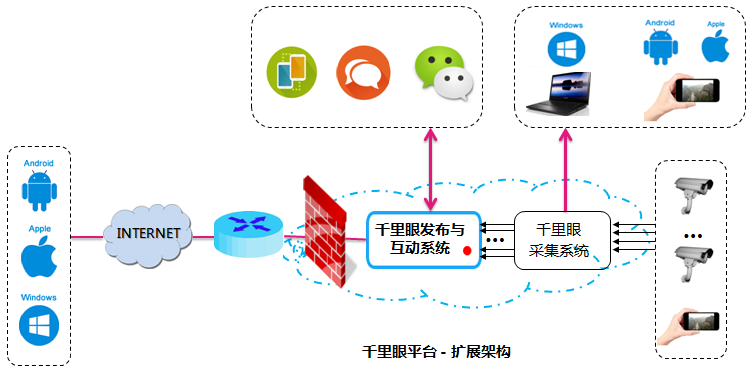 Windows
Android
Apple
Android
Apple
Windows
INTERNET
千里眼发布与
互动系统
•••
千里眼
采集系统
•••
千里眼平台 - 扩展架构